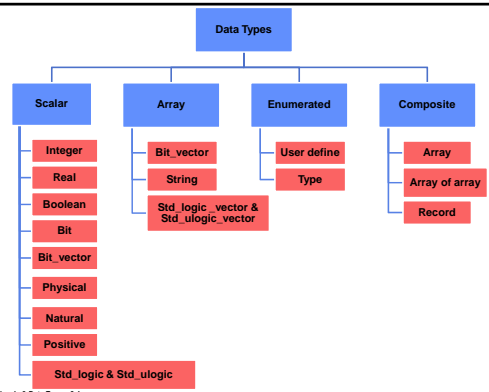 Data Types
Scalar
Array
Enumerated
Composite
Integer
Real
Boolean
Bit
Bit_vector
Physical
Natural
Positive
Std_logic & Std_ulogic
Bit_vector
String
Std_logic _vector &
Std_ulogic_vector
User define
Type
Array
Array of array
Record